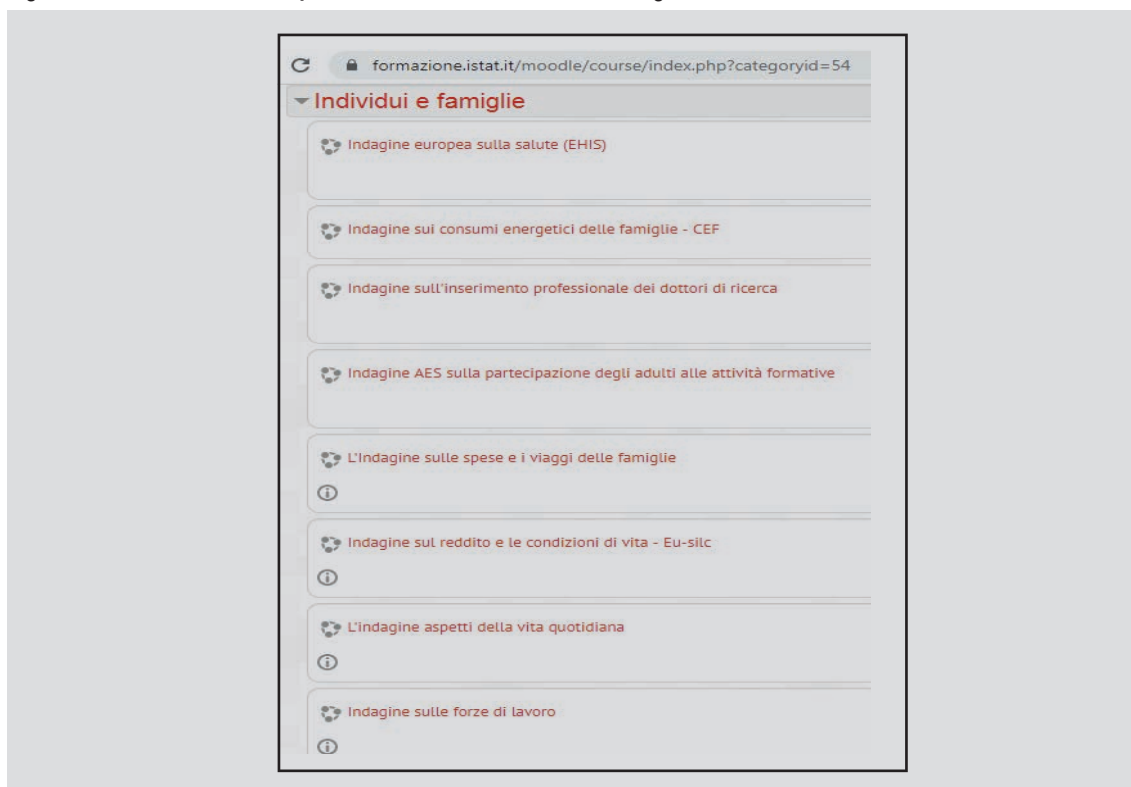 formazione.istat.it/moodle/course/index.php?categoryid=54
Individui e famiglie
Indagine europea sulla salute (EHIS)
Indagine sui consumi energetici delle famiglie - CEF
Indagine sull'inserimento professionale dei dottori di ricerca
Indagine AES sulla partecipazione degli adulti alle attività formative
L'Indagine sulle spese e i viaggi delle famiglie
Indagine sul reddito e le condizioni di vita - Eu-silc
L'indagine aspetti della vita quotidiana
Indagine sulle forze di lavoro